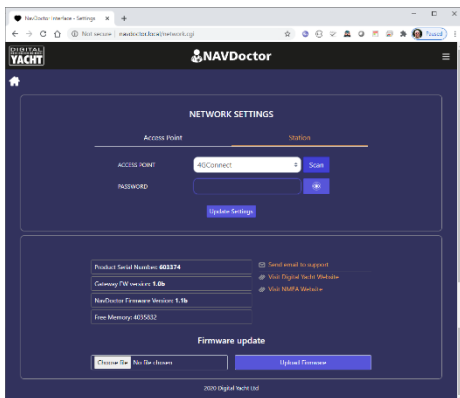 NavDoctor Interface - Settings
Not secure | navdoctor.local/network.cgi
Paused
DIGITAL
YACHT
NAVDoctor
NETWORK SETTINGS
Access Point
Station
ACCESS POINT
4GConnect
Scan
PASSWORD
Update Settings
Product Serial Number: 603374
Gateway FW version: 1.0b
NavDoctor Firmware Version: 1.1b
Free Memory: 4035832
Send email to support
Visit Digital Yacht Website
Visit NMEA Website
Firmware update
Choose file No file chosen
Upload Firmware
2020 Digital Yacht Ltd